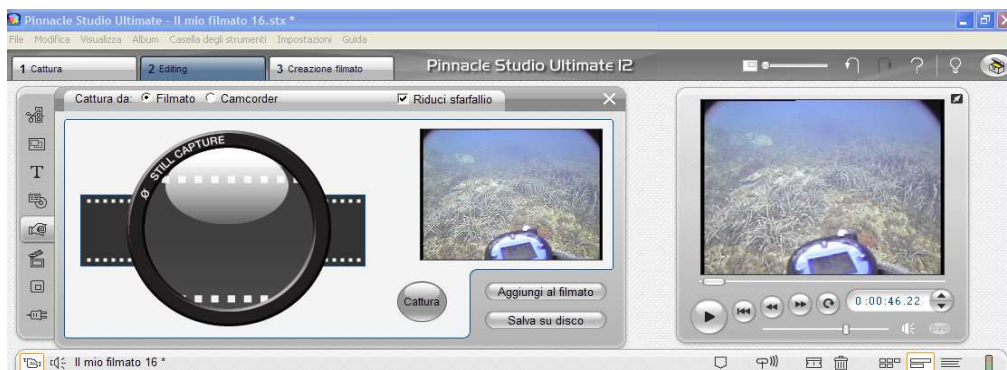 Pinnacle Studio Ultimate - Il mio filmato 16.stx *
File Modifica Visualizza Album Casella degli strumenti Impostazioni Guida
1 Cattura 2 Editing 3 Creazione filmato Pinnacle Studio Ultimate 12
Cattura da: Filmato Camcorder Riduci sfarfallio
Ø STILL CAPTURE
T
Cattura
Aggiungi al filmato
Salva su disco
0:00:46.22
Il mio filmato 16 *